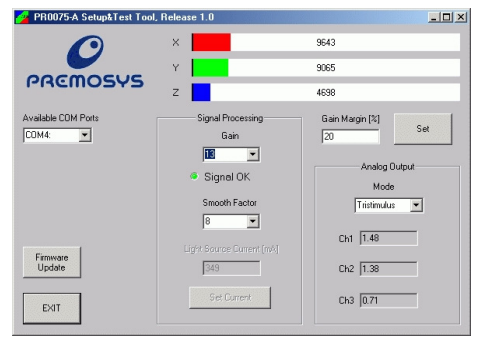 PR0075-A Setup&Test Tool, Release 1.0
PREMOSYS
X 9643
Y 9065
Z 4698
Available COM Ports
COM4:
Signal Processing
Gain
13
Signal OK
Smooth Factor
8
Light Source Current [mA]
349
Set Current
Gain Margin [%]
20
Set
Analog Output
Mode
Tristimulus
Ch1 1.48
Ch2 1.38
Ch3 0.71
Firmware
Update
EXIT